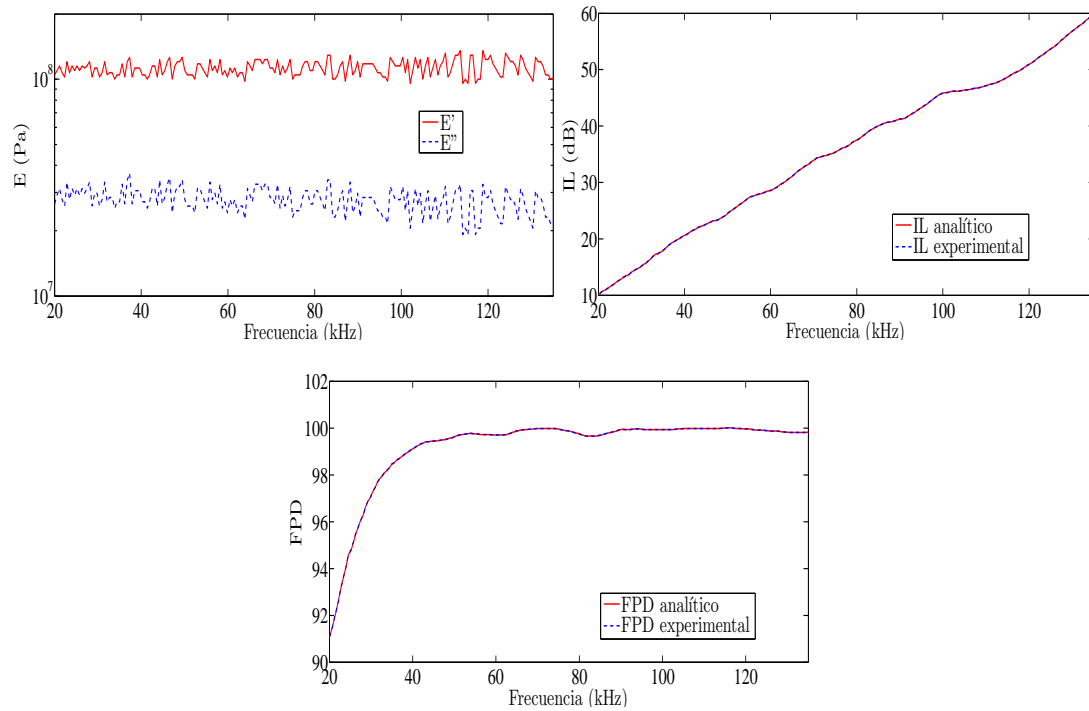 E (Pa)
10^8
10^7
E'
E''
20 40 60 80 100 120
Frecuencia (kHz)
IL (dB)
60
50
40
30
20
10
IL analítico
IL experimental
20 40 60 80 100 120
Frecuencia (kHz)
FPD
102
100
98
96
94
92
90
FPD analítico
FPD experimental
20 40 60 80 100 120
Frecuencia (kHz)